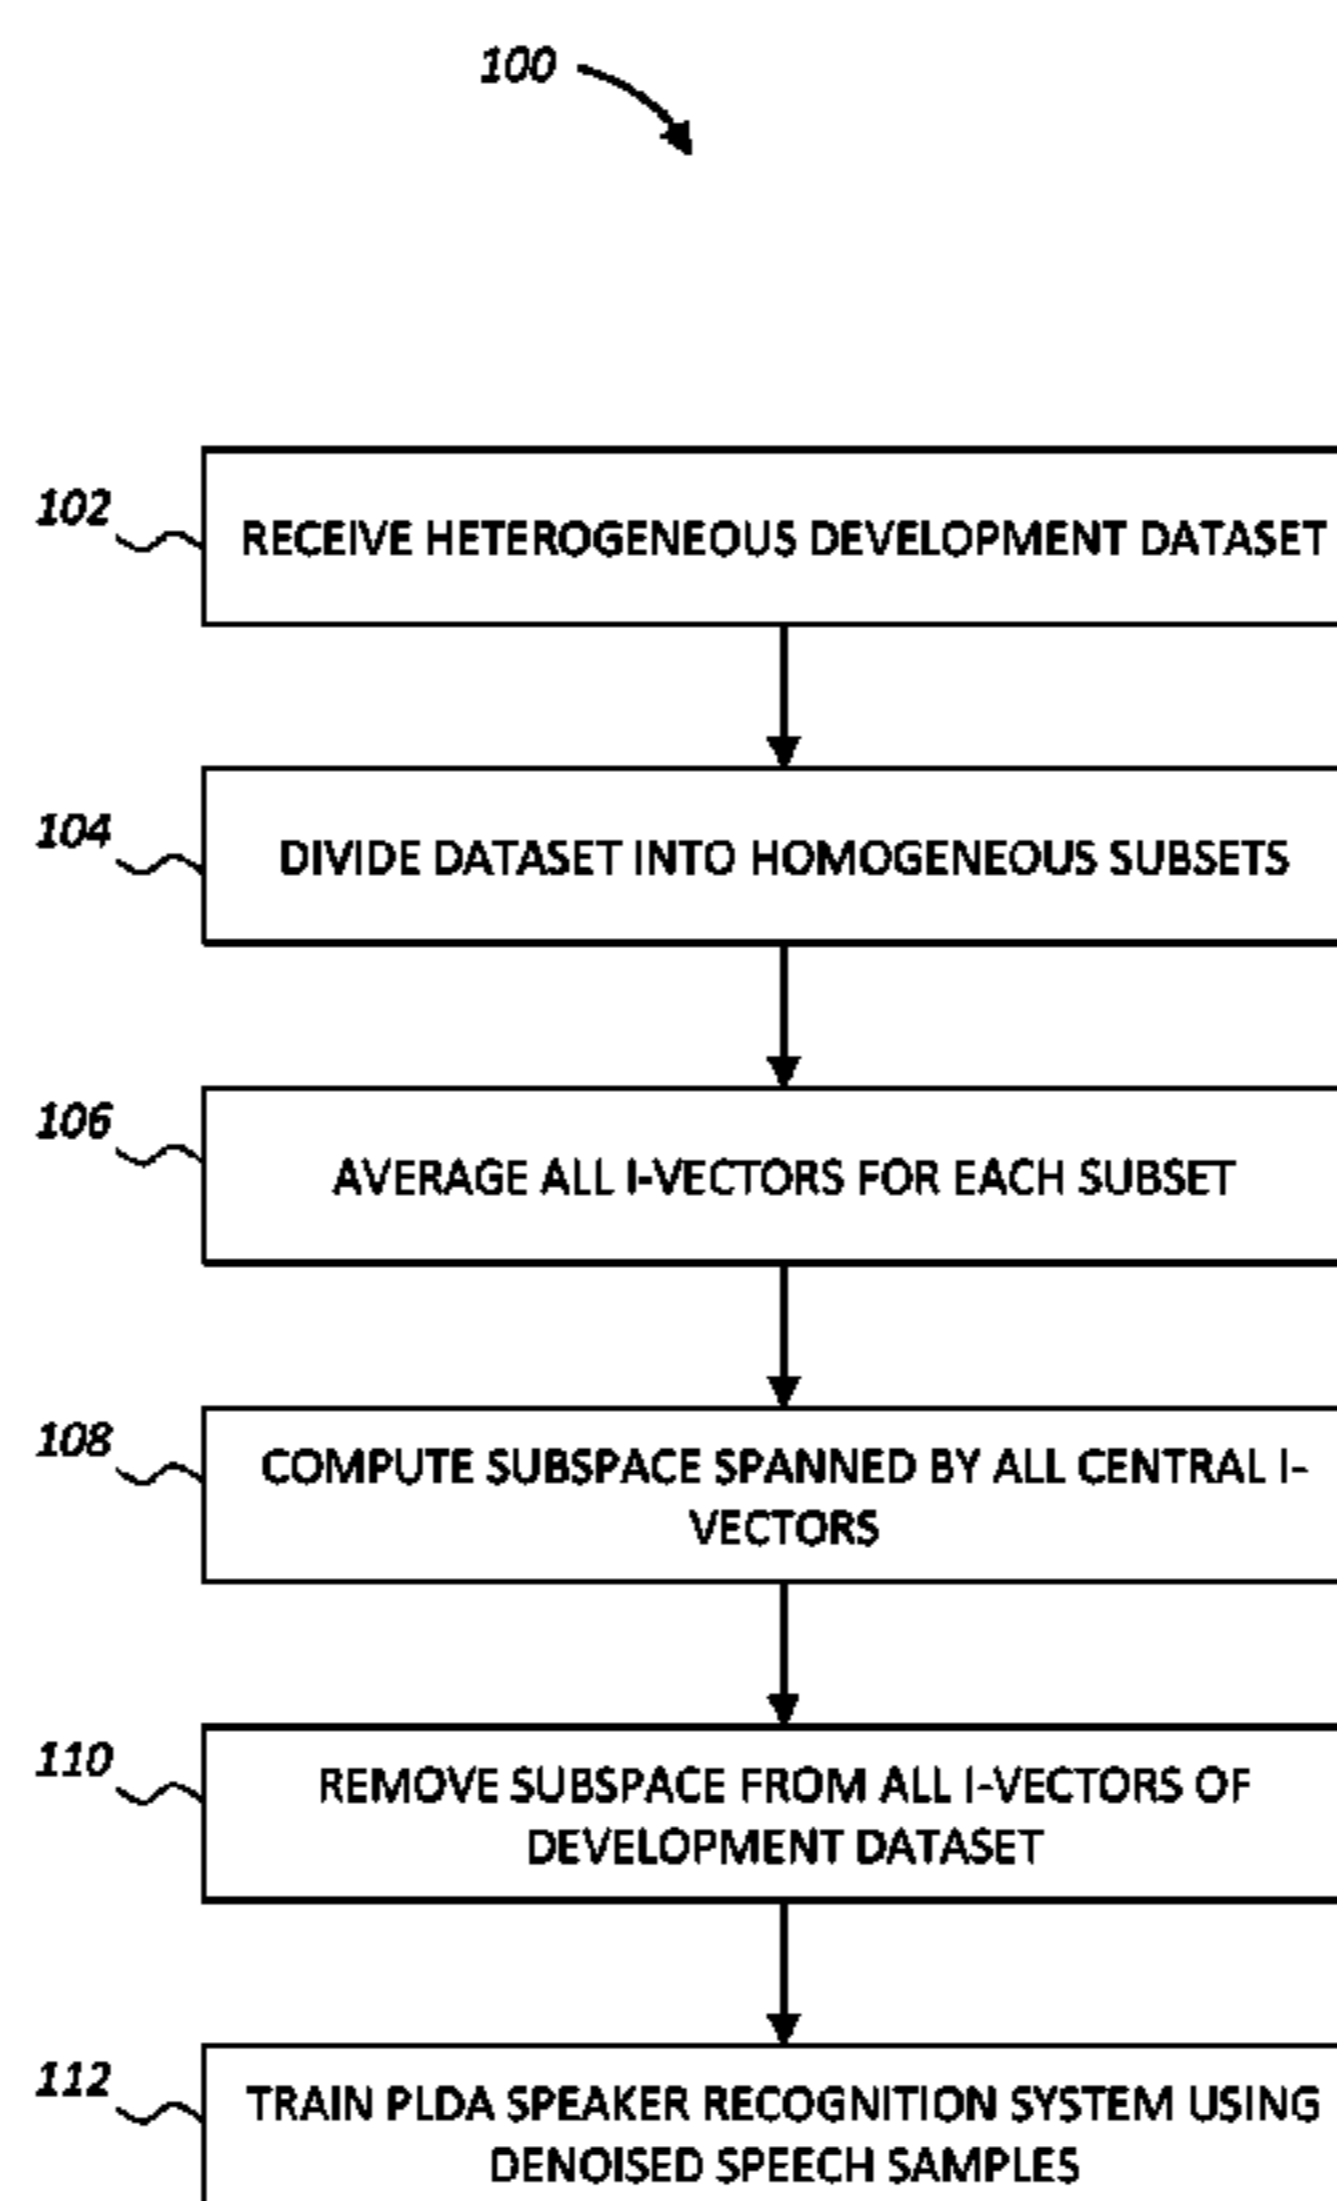 100
102
RECEIVE HETEROGENEOUS DEVELOPMENT DATASET
104
DIVIDE DATASET INTO HOMOGENEOUS SUBSETS
106
AVERAGE ALL I-VECTORS FOR EACH SUBSET
108
COMPUTE SUBSPACE SPANNED BY ALL CENTRAL I-
VECTORS
110
REMOVE SUBSPACE FROM ALL I-VECTORS OF
DEVELOPMENT DATASET
112
TRAIN PLDA SPEAKER RECOGNITION SYSTEM USING
DENOISED SPEECH SAMPLES